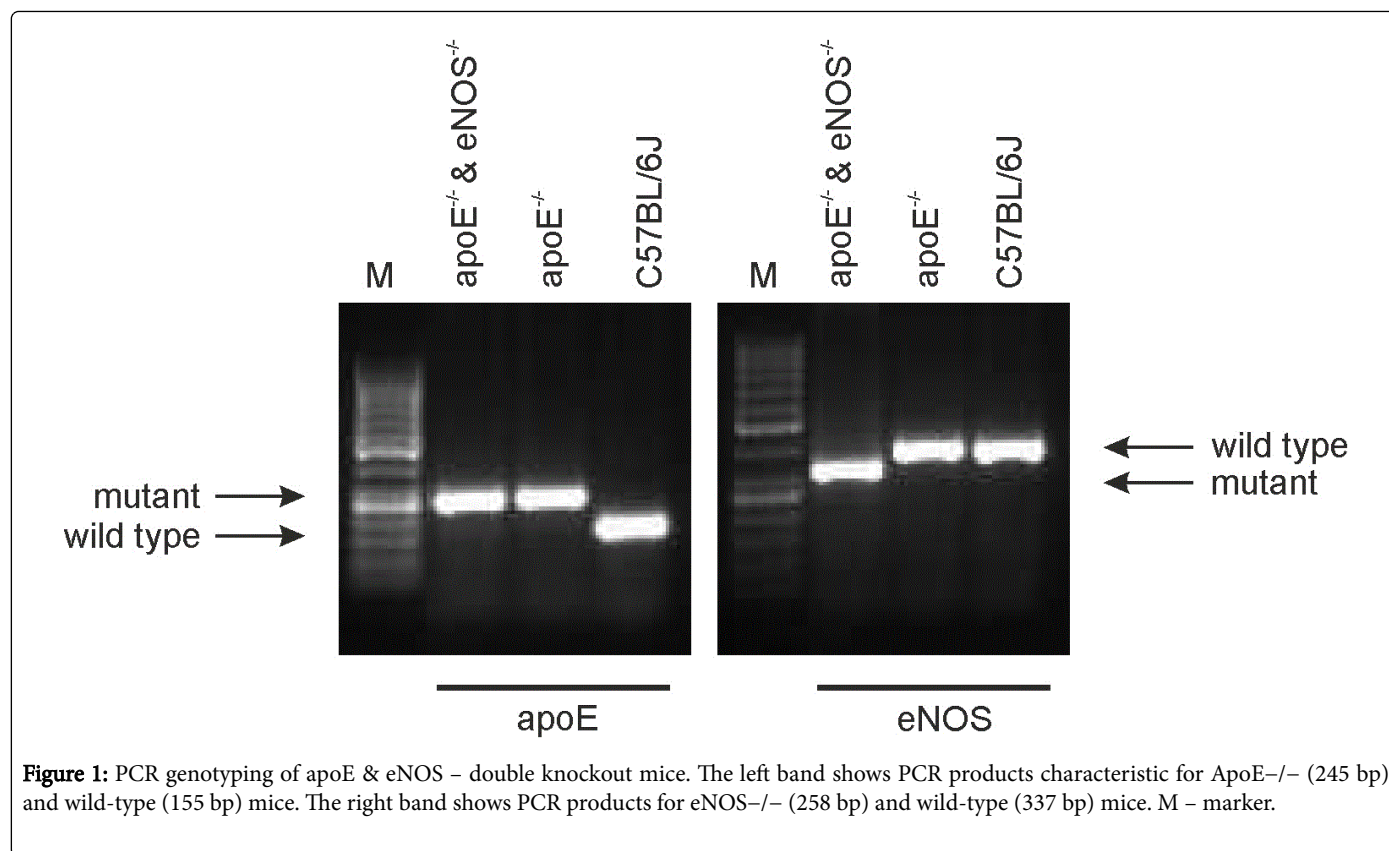 M
apoE-/- & eNOS-/-
apoE-/-
C57BL/6J
M
apoE-/- & eNOS-/-
apoE-/-
C57BL/6J
mutant
wild type
wild type
mutant
apoE
eNOS
Figure 1: PCR genotyping of apoE & eNOS – double knockout mice. The left band shows PCR products characteristic for ApoE−/− (245 bp)
and wild-type (155 bp) mice. The right band shows PCR products for eNOS−/− (258 bp) and wild-type (337 bp) mice. M – marker.